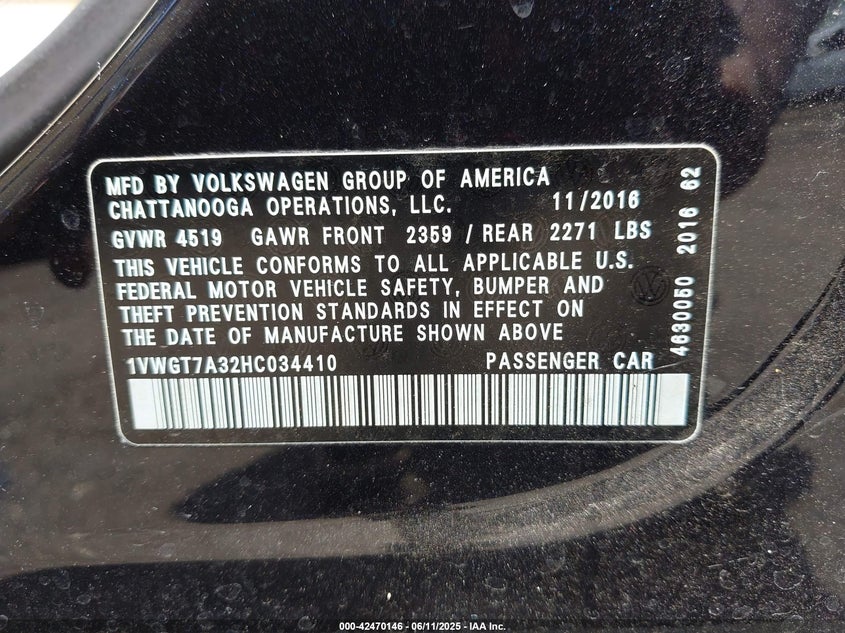 MFD BY VOLKSWAGEN GROUP OF AMERICA
CHATTANOOGA OPERATIONS, LLC. 11/2016
GVWR 4519 GAWR FRONT 2359 / REAR 2271 LBS
THIS VEHICLE CONFORMS TO ALL APPLICABLE U.S.
FEDERAL MOTOR VEHICLE SAFETY, BUMPER AND
THEFT PREVENTION STANDARDS IN EFFECT ON
THE DATE OF MANUFACTURE SHOWN ABOVE
1VWGT7A32HC034410 PASSENGER CAR
4630050 2016 62
000-42470146 - 06/11/2025 - IAA Inc.